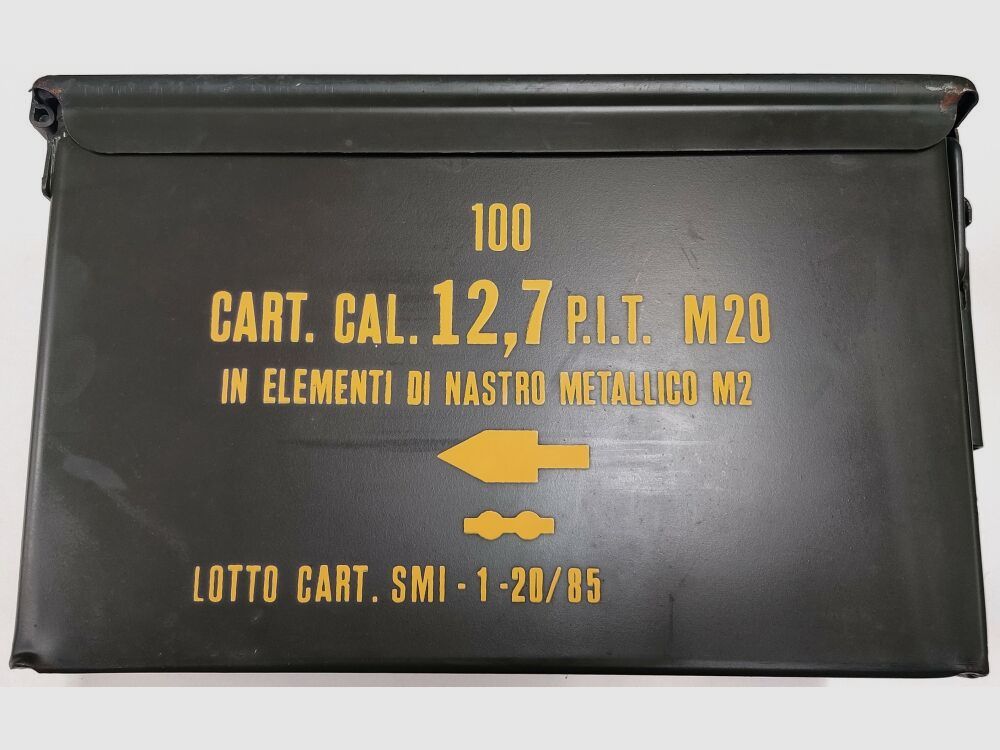 100
CART. CAL. 12,7 P.I.T. M20
IN ELEMENTI DI NASTRO METALLICO M2
LOTTO CART. SMI - 1 - 20/85